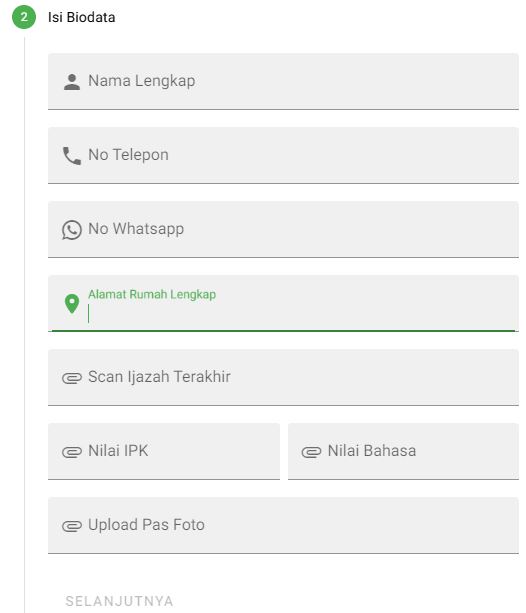 2 Isi Biodata
Nama Lengkap
No Telepon
No Whatsapp
Alamat Rumah Lengkap
Scan Ijazah Terakhir
Nilai IPK Nilai Bahasa
Upload Pas Foto
SELANJUTNYA